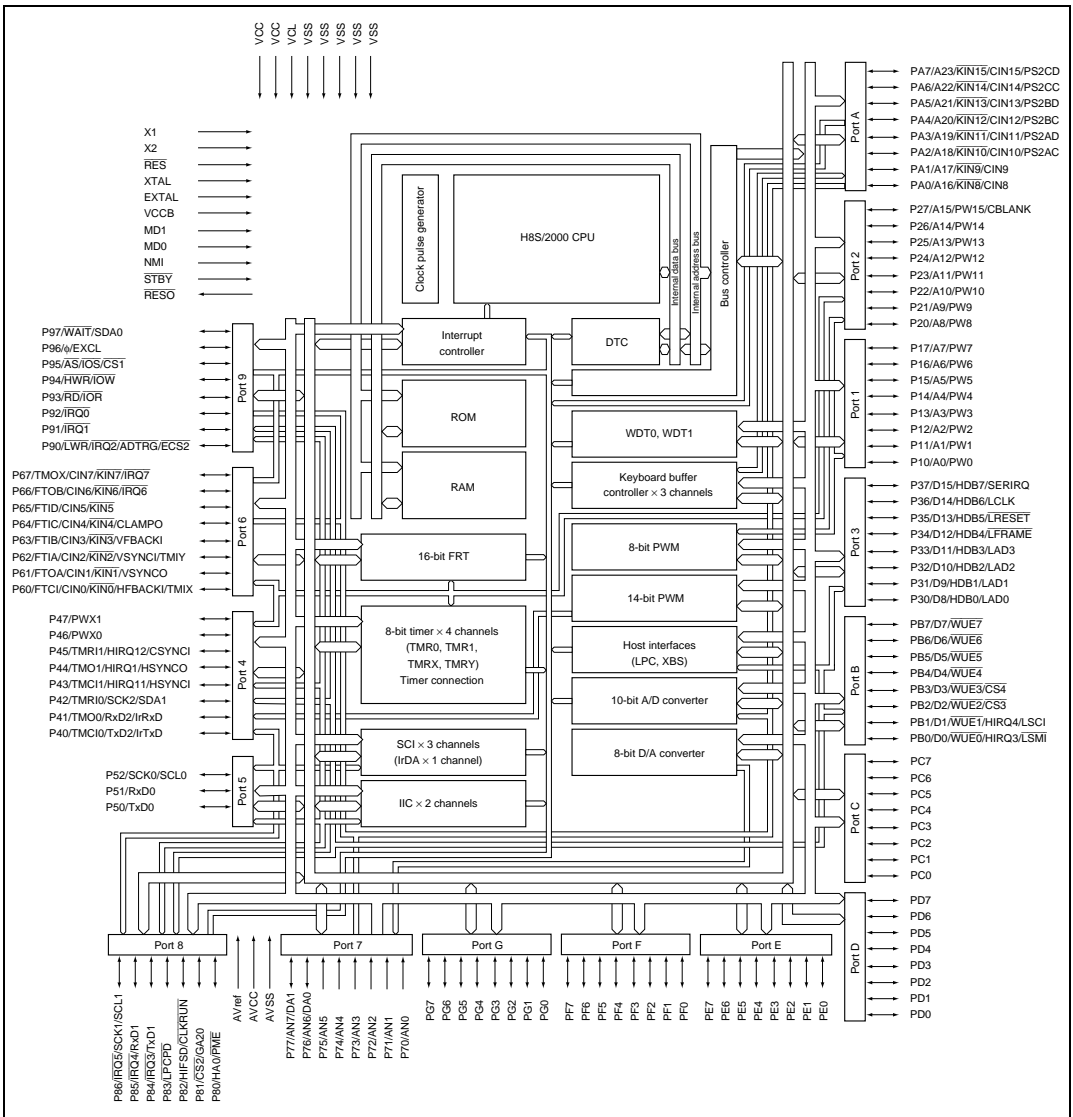 VCC
VCC
VCL
VSS
VSS
VSS
VSS
VSS
X1
X2
RES
XTAL
EXTAL
VCCB
MD1
MD0
NMI
STBY
RESO
P97/WAIT/SDA0
P96/ϕ/EXCL
P95/AS/IOS/CS1
P94/HWR/IOW
P93/RD/IOR
P92/IRQ0
P91/IRQ1
P90/LWR/IRQ2/ADTRG/ECS2
Port 9
P67/TMOX/CIN7/KIN7/IRQ7
P66/FTOB/CIN6/KIN6/IRQ6
P65/FTID/CIN5/KIN5
P64/FTIC/CIN4/KIN4/CLAMPO
P63/FTIB/CIN3/KIN3/VFBACKI
P62/FTIA/CIN2/KIN2/VSYNCI/TMIY
P61/FTOA/CIN1/KIN1/VSYNCO
P60/FTCI/CIN0/KIN0/HFBACKI/TMIX
Port 6
P47/PWX1
P46/PWX0
P45/TMRI1/HIRQ12/CSYNCI
P44/TMO1/HIRQ1/HSYNCO
P43/TMCI1/HIRQ11/HSYNCI
P42/TMRI0/SCK2/SDA1
P41/TMO0/RxD2/IrRxD
P40/TMCI0/TxD2/IrTxD
Port 4
P52/SCK0/SCL0
P51/RxD0
P50/TxD0
Port 5
Clock pulse generator
H8S/2000 CPU
Internal data bus
Internal address bus
Bus controller
Interrupt
controller
DTC
ROM
RAM
WDT0, WDT1
Keyboard buffer
controller × 3 channels
16-bit FRT
8-bit PWM
14-bit PWM
8-bit timer × 4 channels
(TMR0, TMR1,
TMRX, TMRY)
Timer connection
Host interfaces
(LPC, XBS)
10-bit A/D converter
SCI × 3 channels
(IrDA × 1 channel)
8-bit D/A converter
IIC × 2 channels
Port A
PA7/A23/KIN15/CIN15/PS2CD
PA6/A22/KIN14/CIN14/PS2CC
PA5/A21/KIN13/CIN13/PS2BD
PA4/A20/KIN12/CIN12/PS2BC
PA3/A19/KIN11/CIN11/PS2AD
PA2/A18/KIN10/CIN10/PS2AC
PA1/A17/KIN9/CIN9
PA0/A16/KIN8/CIN8
Port 2
P27/A15/PW15/CBLANK
P26/A14/PW14
P25/A13/PW13
P24/A12/PW12
P23/A11/PW11
P22/A10/PW10
P21/A9/PW9
P20/A8/PW8
Port 1
P17/A7/PW7
P16/A6/PW6
P15/A5/PW5
P14/A4/PW4
P13/A3/PW3
P12/A2/PW2
P11/A1/PW1
P10/A0/PW0
Port 3
P37/D15/HDB7/SERIRQ
P36/D14/HDB6/LCLK
P35/D13/HDB5/LRESET
P34/D12/HDB4/LFRAME
P33/D11/HDB3/LAD3
P32/D10/HDB2/LAD2
P31/D9/HDB1/LAD1
P30/D8/HDB0/LAD0
Port B
PB7/D7/WUE7
PB6/D6/WUE6
PB5/D5/WUE5
PB4/D4/WUE4
PB3/D3/WUE3/CS4
PB2/D2/WUE2/CS3
PB1/D1/WUE1/HIRQ4/LSCI
PB0/D0/WUE0/HIRQ3/LSMI
Port C
PC7
PC6
PC5
PC4
PC3
PC2
PC1
PC0
Port D
PD7
PD6
PD5
PD4
PD3
PD2
PD1
PD0
Port 8
Port 7
Port G
Port F
Port E
P86/IRQ5/SCK1/SCL1
P85/IRQ4/RxD1
P84/IRQ3/TxD1
P83/LPCPD
P82/HIFSD/CLKRUN
P81/CS2/GA20
P80/HA0/PME
AVref
AVCC
AVSS
P77/AN7/DA1
P76/AN6/DA0
P75/AN5
P74/AN4
P73/AN3
P72/AN2
P71/AN1
P70/AN0
PG7
PG6
PG5
PG4
PG3
PG2
PG1
PG0
PF7
PF6
PF5
PF4
PF3
PF2
PF1
PF0
PE7
PE6
PE5
PE4
PE3
PE2
PE1
PE0